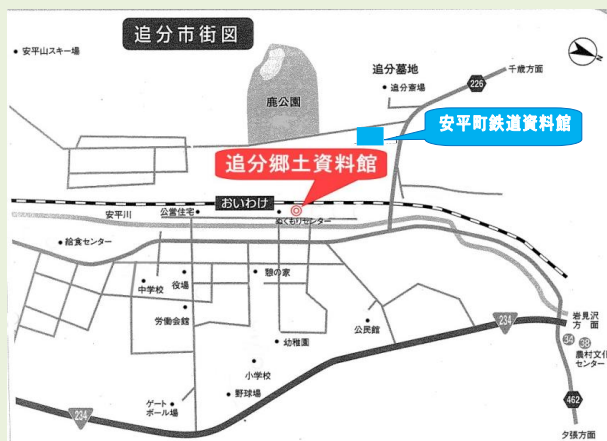 追分市街図
安平山スキー場
鹿公園
追分墓地
追分斎場
226
千歳方面
N
安平町鉄道資料館
追分郷土資料館
おいわけ
安平川
公営住宅
ぬくもりセンター
給食センター
中学校
役場
憩の家
労働会館
公民館
幼稚園
小学校
野球場
ゲート
ボール場
234
234
岩見沢
方面
34
38
農村文化
センター
462
夕張方面